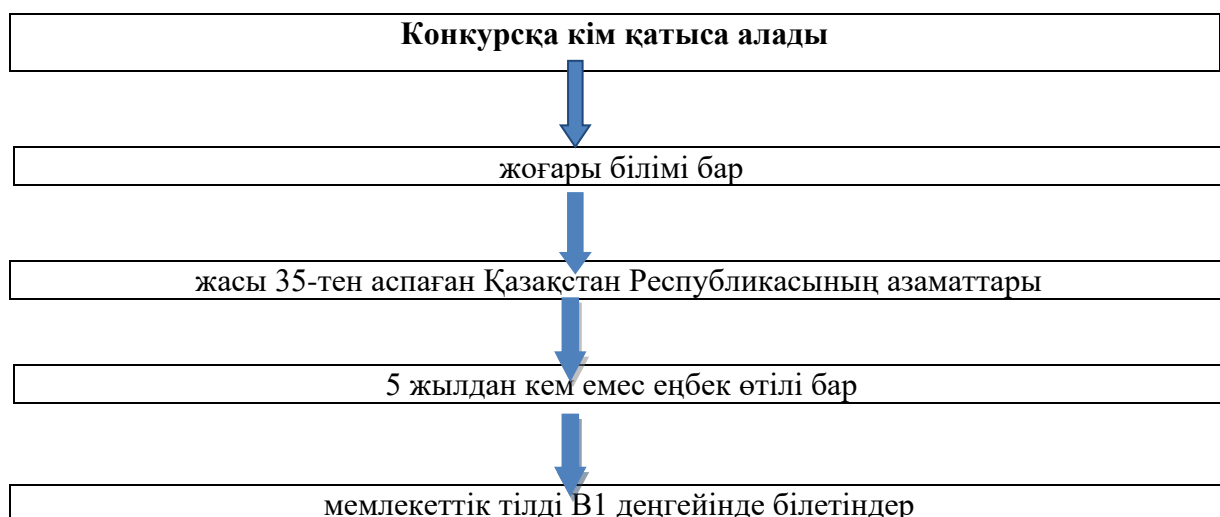 Конкурсқа кім қатыса алады
жоғары білімі бар
жасы 35-тен аспаған Қазақстан Республикасының азаматтары
5 жылдан кем емес еңбек өтілі бар
мемлекеттік тілді В1 деңгейінде білетіндер